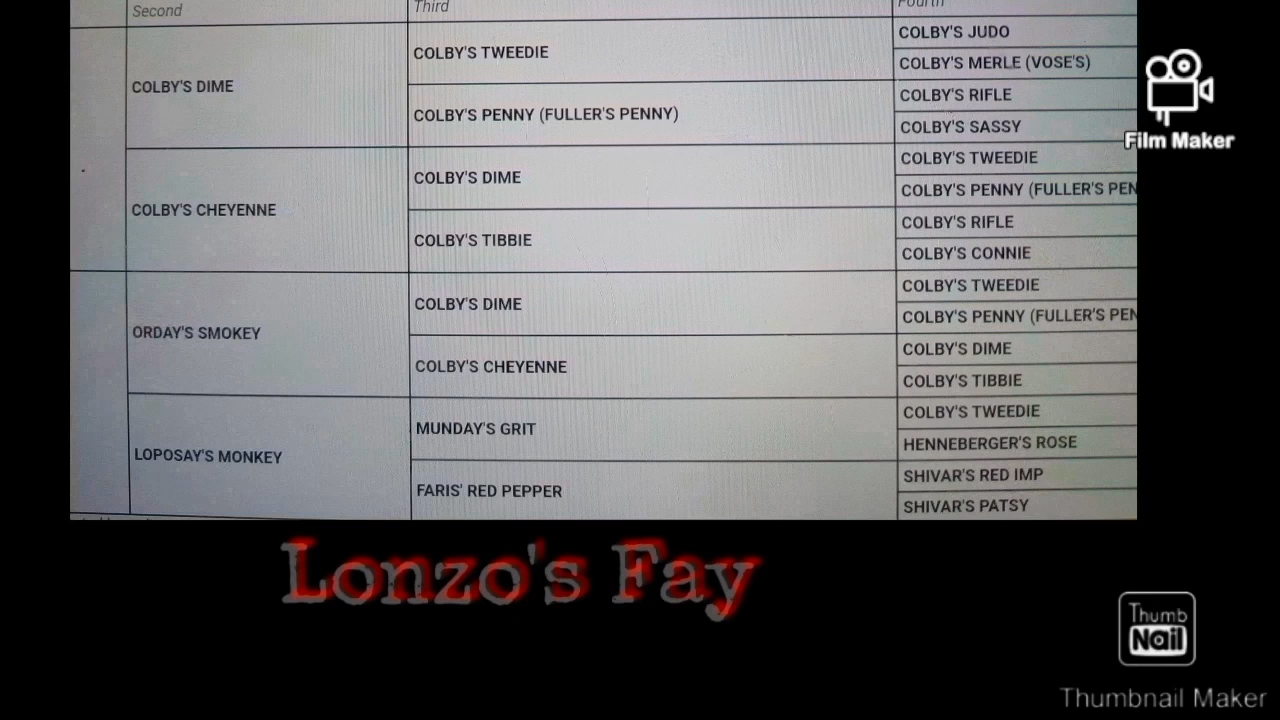 Second
Third
Fourth
COLBY'S DIME
COLBY'S TWEEDIE
COLBY'S JUDO
COLBY'S MERLE (VOSE'S)
COLBY'S PENNY (FULLER'S PENNY)
COLBY'S RIFLE
COLBY'S SASSY
COLBY'S CHEYENNE
COLBY'S DIME
COLBY'S TWEEDIE
COLBY'S PENNY (FULLER'S PEN
COLBY'S TIBBIE
COLBY'S RIFLE
COLBY'S CONNIE
ORDAY'S SMOKEY
COLBY'S DIME
COLBY'S TWEEDIE
COLBY'S PENNY (FULLER'S PEN
COLBY'S CHEYENNE
COLBY'S DIME
COLBY'S TIBBIE
LOPOSAY'S MONKEY
MUNDAY'S GRIT
COLBY'S TWEEDIE
HENNEBERGER'S ROSE
FARIS' RED PEPPER
SHIVAR'S RED IMP
SHIVAR'S PATSY
Film Maker
Lonzo's Fay
Thumb
Nail
Thumbnail Maker